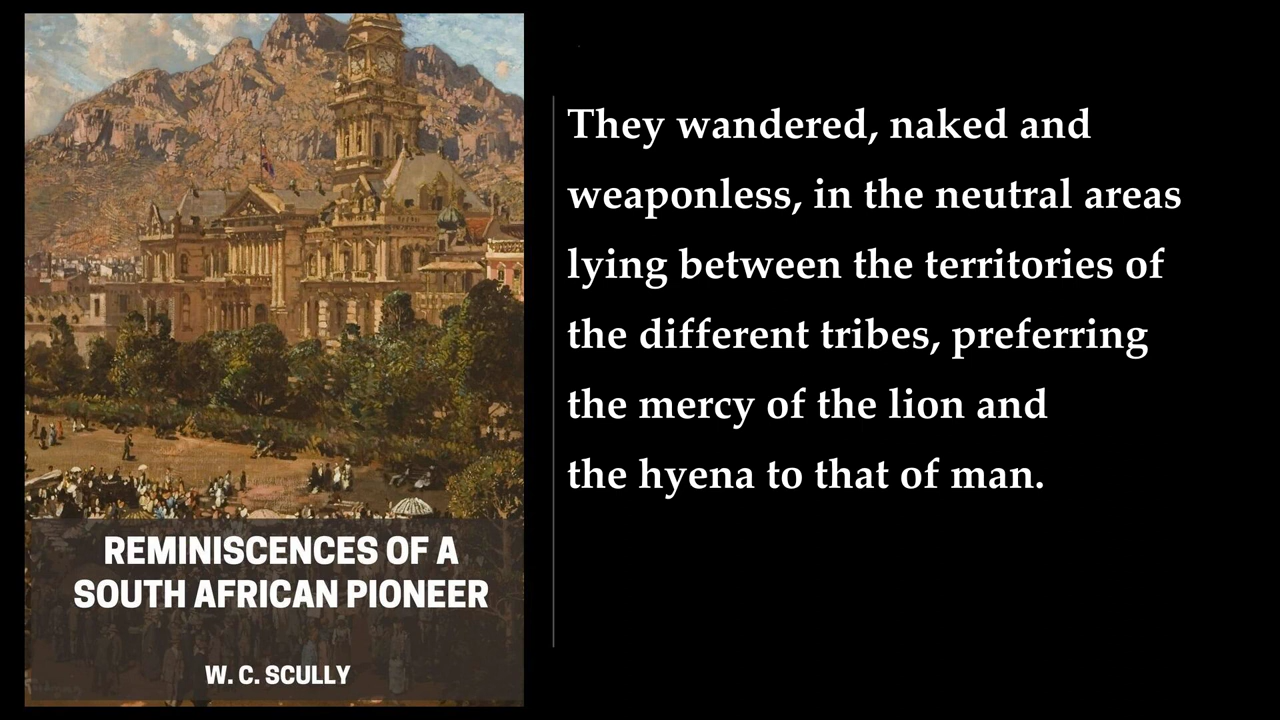 They wandered, naked and
weaponless, in the neutral areas
lying between the territories of
the different tribes, preferring
the mercy of the lion and
the hyena to that of man.
REMINISCENCES OF A
SOUTH AFRICAN PIONEER
W. C. SCULLY